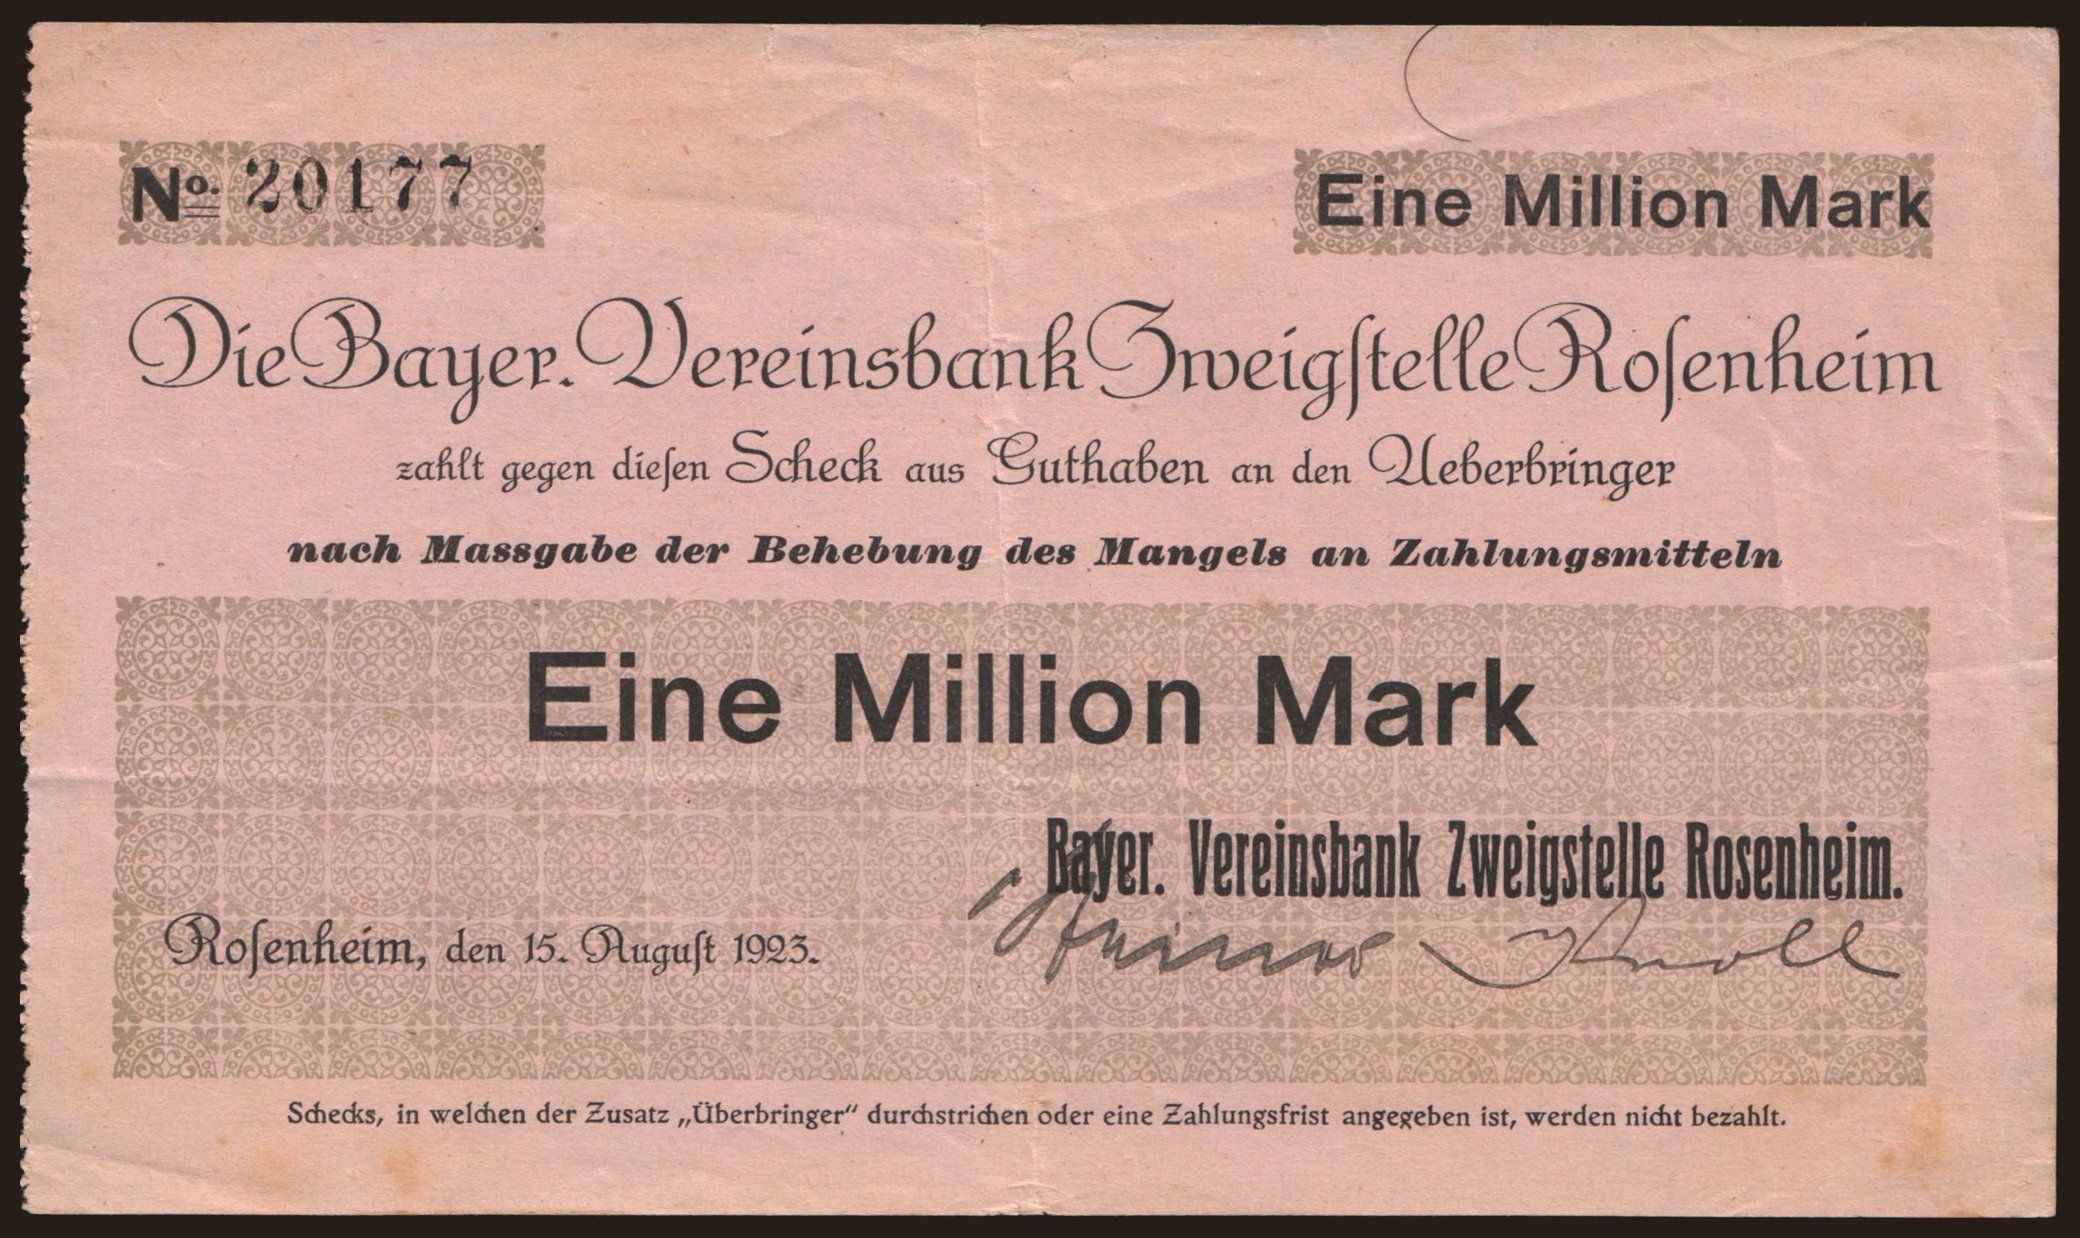 No. 20177
Eine Million Mark
Die Bayer. Vereinsbank Zweigſtelle Roſenheim
zahlt gegen dieſen Scheck aus Guthaben an den Ueberbringer
nach Massgabe der Behebung des Mangels an Zahlungsmitteln
Eine Million Mark
Bayer. Vereinsbank Zweigstelle Rosenheim.
Roſenheim, den 15. Auguſt 1923.
Knoll
Schecks, in welchen der Zusatz „Überbringer“ durchstrichen oder eine Zahlungsfrist angegeben ist, werden nicht bezahlt.